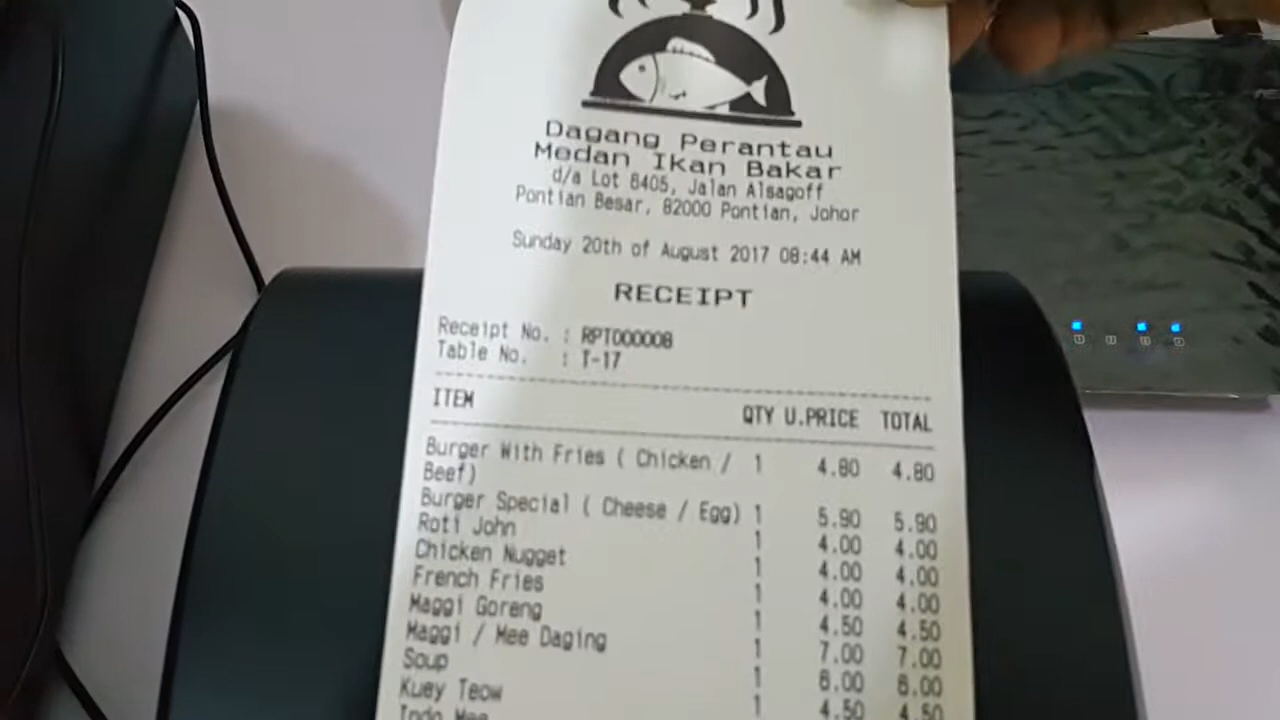 Dagang Perantau
Medan Ikan Bakar
d/a Lot 6405, Jalan Alsagoff
Pontian Besar, 82000 Pontian, Johor
Sunday 20th of August 2017 08:44 AM
RECEIPT
Receipt No. : RPT000008
Table No. : T-17
ITEM QTY U.PRICE TOTAL
Burger With Fries ( Chicken / 1 4.80 4.80
Beef)
Burger Special ( Cheese / Egg) 1 5.90 5.90
Roti John 1 4.00 4.00
Chicken Nugget 1 4.00 4.00
French Fries 1 4.00 4.00
Maggi Goreng 1 4.50 4.50
Maggi / Mee Daging 1 7.00 7.00
Soup 1 6.00 6.00
Kuey Teow 1 4.50 4.50
Indo Mee